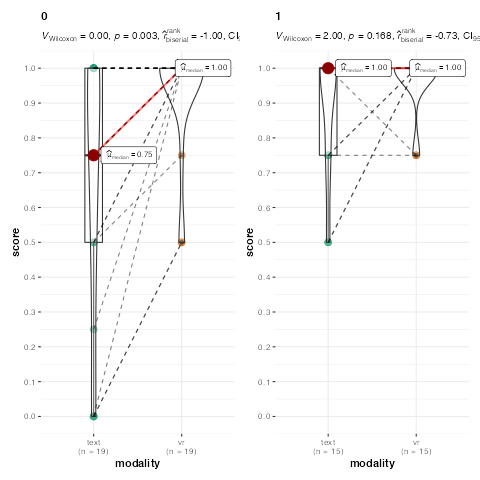 0
V_Wilcoxon = 0.00, p = 0.003, r̂^rank_biserial = -1.00, CI
1.0
0.9
0.8
0.7
0.6
0.5
0.4
0.3
0.2
0.1
0.0
score
μ̂_median = 0.75
μ̂_median = 1.00
text
(n = 19)
vr
(n = 19)
modality
1
V_Wilcoxon = 2.00, p = 0.168, r̂^rank_biserial = -0.73, CI_95
1.0
0.9
0.8
0.7
0.6
0.5
0.4
0.3
0.2
0.1
0.0
score
μ̂_median = 1.00
μ̂_median = 1.00
text
(n = 15)
vr
(n = 15)
modality